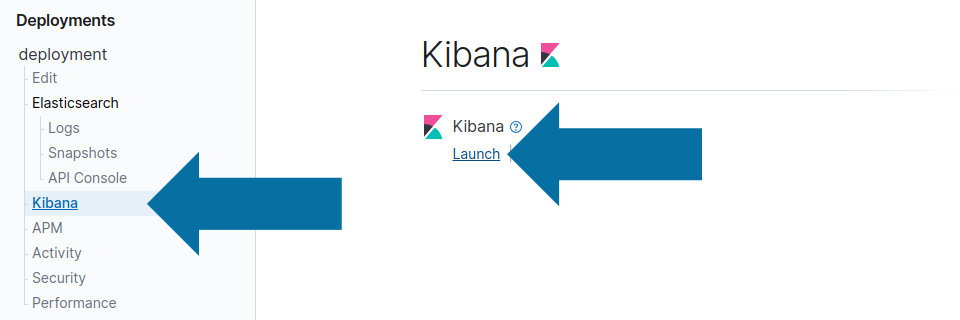 Deployments
deployment
Edit
Elasticsearch
Logs
Snapshots
API Console
Kibana
APM
Activity
Security
Performance
Kibana
Kibana
Launch